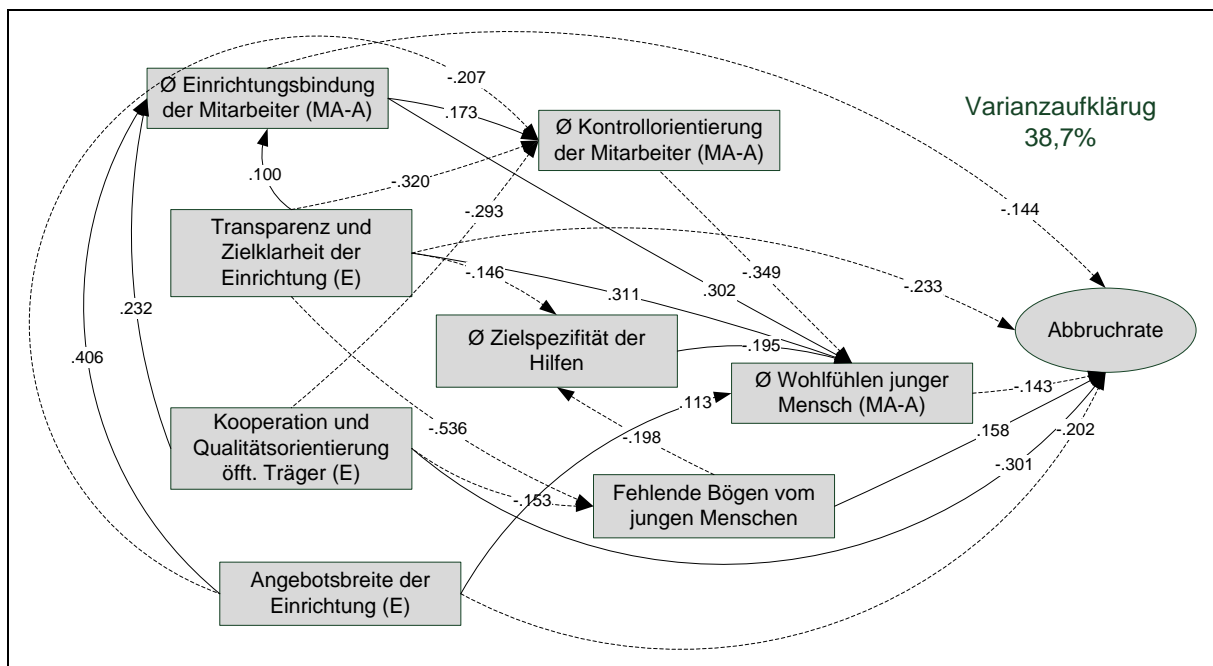 Ø Einrichtungsbindung
der Mitarbeiter (MA-A)
-.207
.173
Ø Kontrollorientierung
der Mitarbeiter (MA-A)
Varianzaufklärug
38,7%
.100
-.320
-.293
-.144
Transparenz und
Zielklarheit der
Einrichtung (E)
-.146
.311
.302
-.349
-.233
.232
.406
Ø Zielspezifität der
Hilfen
-.195
Abbruchrate
Ø Wohlfühlen junger
Mensch (MA-A)
-.143
.113
Kooperation und
Qualitätsorientierung
öfft. Träger (E)
-.536
-.198
.158
-.202
-.301
-.153
Fehlende Bögen vom
jungen Menschen
Angebotsbreite der
Einrichtung (E)